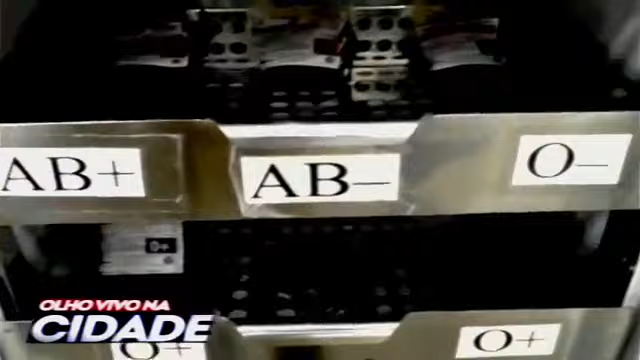 AB+
AB–
O–
O+
OLHO VIVO NA
CIDADE
O+
O+